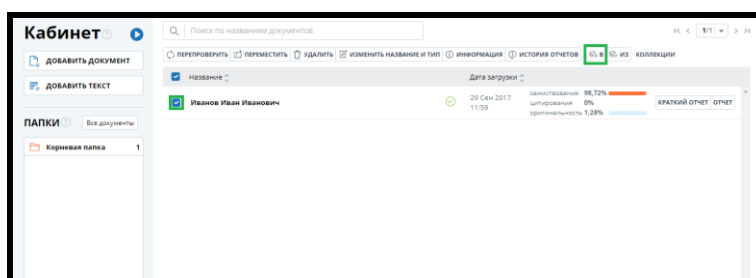 Кабинет
Поиск по названиям документов
1/1
ДОБАВИТЬ ДОКУМЕНТ
ДОБАВИТЬ ТЕКСТ
ПЕРЕПРОВЕРИТЬ ПЕРЕМЕСТИТЬ УДАЛИТЬ ИЗМЕНИТЬ НАЗВАНИЕ И ТИП ИНФОРМАЦИЯ ИСТОРИЯ ОТЧЕТОВ В ИЗ КОЛЛЕКЦИИ
Название Дата загрузки
Иванов Иван Иванович
29 Сен 2017
11:59
заимствования 98,72%
цитирования 0%
оригинальность 1,28%
КРАТКИЙ ОТЧЕТ ОТЧЕТ
ПАПКИ Все документы
Корневая папка 1